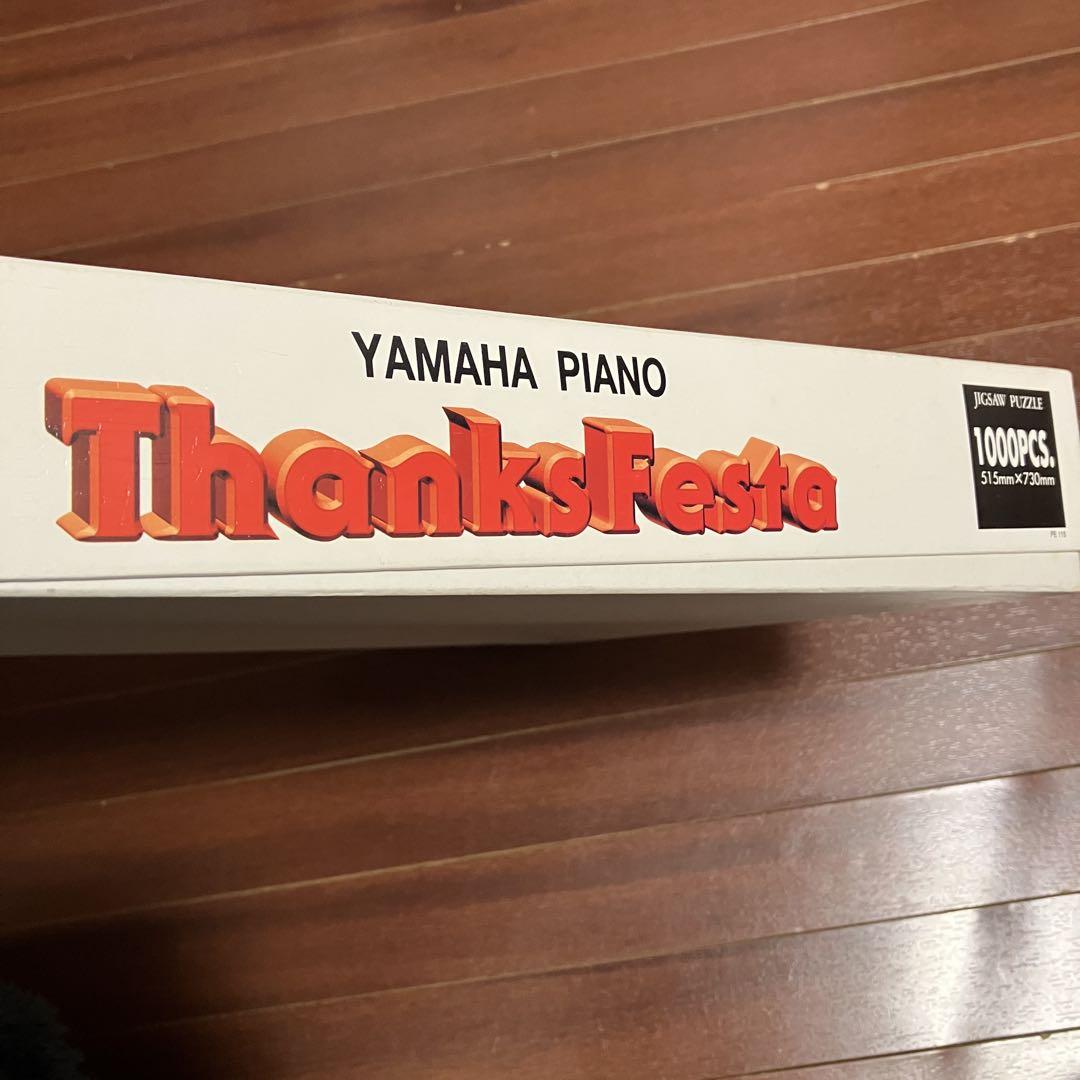 YAMAHA PIANO
ThanksFesta
JIGSAW PUZZLE
1000PCS.
515mm×730mm